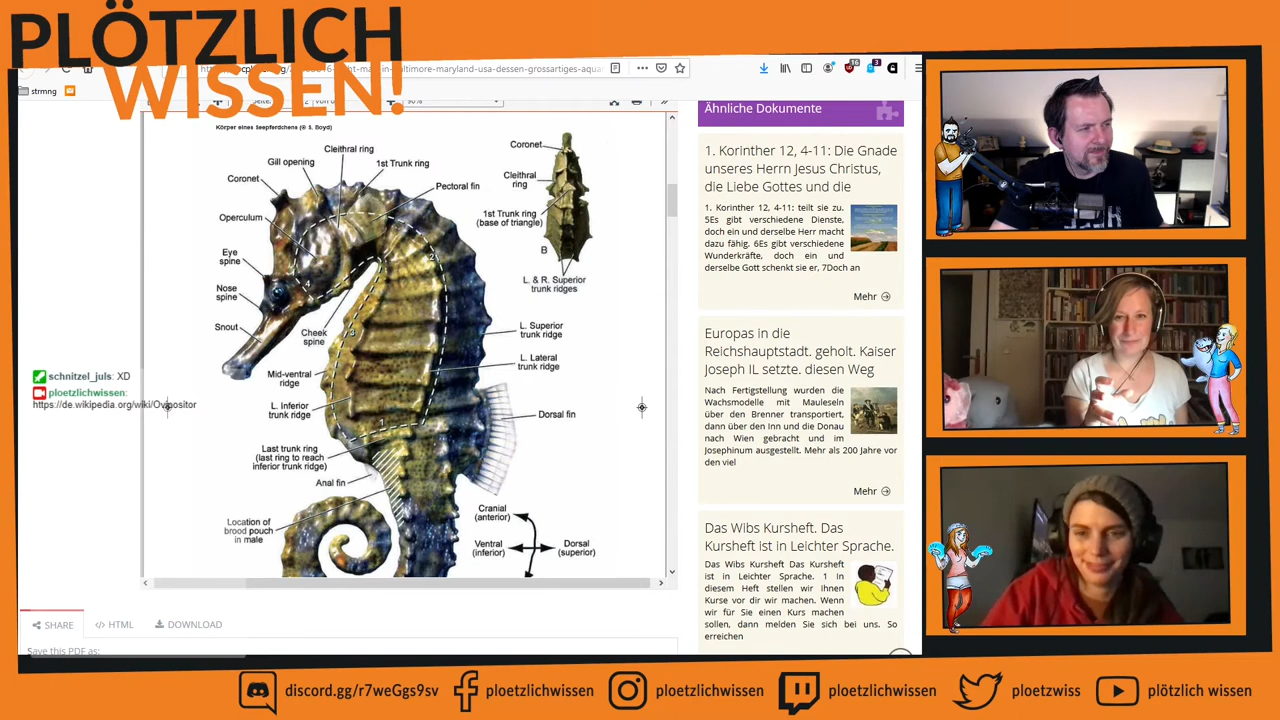 PLÖTZLICH
WISSEN!
strmng
Körper eines Seepferdchens (© S. Boyd)
Cleithral ring
Gill opening
1st Trunk ring
Coronet
Pectoral fin
Operculum
Eye
spine
Nose
spine
Snout
Cheek
spine
Mid-ventral
ridge
L. Inferior
trunk ridge
Last trunk ring
(last ring to reach
inferior trunk ridge)
Anal fin
Location of
brood pouch
in male
1
2
3
4
L. Superior
trunk ridge
L. Lateral
trunk ridge
Dorsal fin
Coronet
Cleithral
ring
1st Trunk ring
(base of triangle)
B
L. & R. Superior
trunk ridges
Cranial
(anterior)
Ventral
(inferior)
Dorsal
(superior)
schnitzel_juls: XD
ploetzlichwissen:
https://de.wikipedia.org/wiki/Ovipositor
SHARE
HTML
DOWNLOAD
Save this PDF as:
Ähnliche Dokumente
1. Korinther 12, 4-11: Die Gnade
unseres Herrn Jesus Christus,
die Liebe Gottes und die
1. Korinther 12, 4-11: teilt sie zu.
5Es gibt verschiedene Dienste,
doch ein und derselbe Herr macht
dazu fähig. 6Es gibt verschiedene
Wunderkräfte, doch ein und
derselbe Gott schenkt sie er, 7Doch an
Mehr
Europas in die
Reichshauptstadt. geholt. Kaiser
Joseph IL setzte. diesen Weg
Nach Fertigstellung wurden die
Wachsmodelle mit Mauleseln
über den Brenner transportiert,
dann über den Inn und die Donau
nach Wien gebracht und im
Josephinum ausgestellt. Mehr als 200 Jahre vor
den viel
Mehr
Das Wibs Kursheft. Das
Kursheft ist in Leichter Sprache.
Das Wibs Kursheft Das Kursheft
ist in Leichter Sprache. 1 In
diesem Heft stellen wir Ihnen
Kurse vor dir wir machen. Wenn
wir für Sie einen Kurs machen
sollen, dann melden Sie sich bei uns. So
erreichen
discord.gg/r7weGgs9sv
ploetzlichwissen
ploetzlichwissen
ploetzlichwissen
ploetzwiss
plötzlich wissen